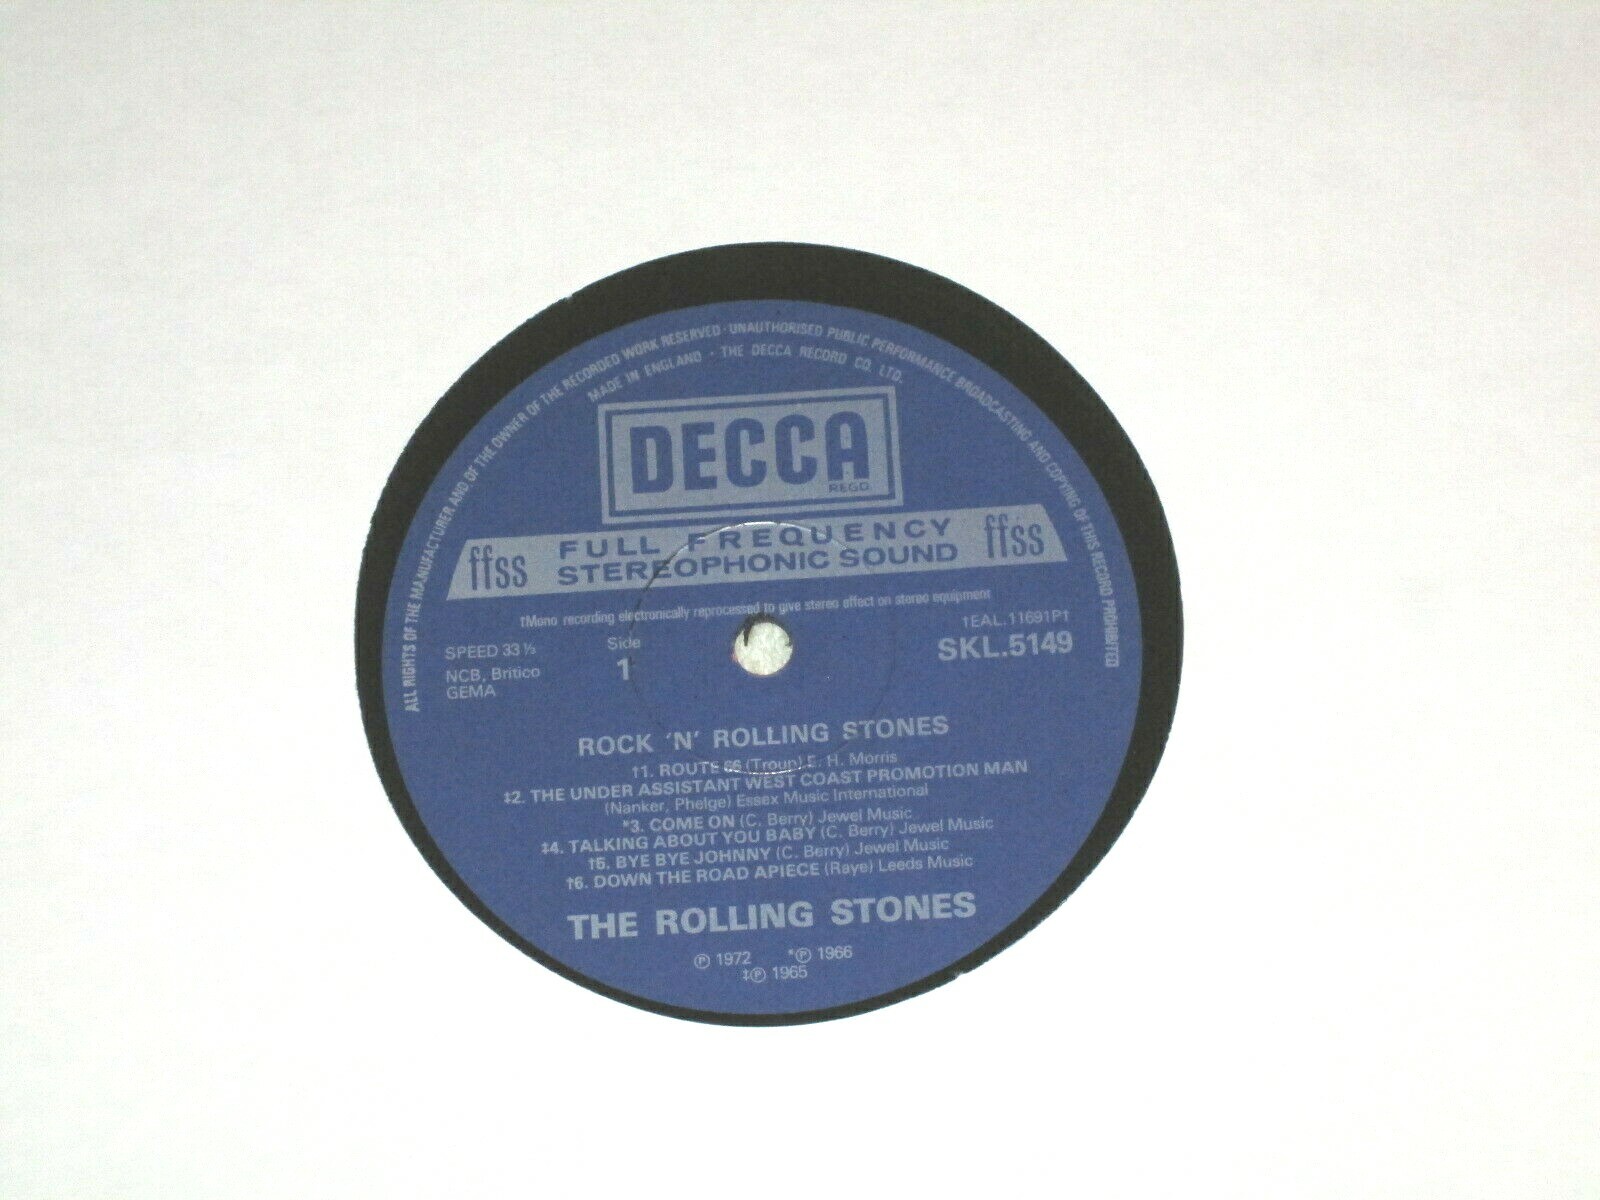 ALL RIGHTS OF THE MANUFACTURER AND OF THE OWNER OF THE RECORDED WORK RESERVED · UNAUTHORISED PUBLIC PERFORMANCE BROADCASTING AND COPYING OF THIS RECORD PROHIBITED
MADE IN ENGLAND · THE DECCA RECORD CO. LTD.
DECCA
REGD.
ffss FULL FREQUENCY ffss
STEREOPHONIC SOUND
†Mono recording electronically reprocessed to give stereo effect on stereo equipment
SPEED 33 ⅓ Side †EAL.11691P†
NCB, Britico 1 SKL.5149
GEMA
ROCK 'N' ROLLING STONES
†1. ROUTE 66 (Troup) E. H. Morris
‡2. THE UNDER ASSISTANT WEST COAST PROMOTION MAN
(Nanker, Phelge) Essex Music International
*3. COME ON (C. Berry) Jewel Music
‡4. TALKING ABOUT YOU BABY (C. Berry) Jewel Music
†5. BYE BYE JOHNNY (C. Berry) Jewel Music
†6. DOWN THE ROAD APIECE (Raye) Leeds Music
THE ROLLING STONES
℗ 1972 *℗ 1966
‡℗ 1965